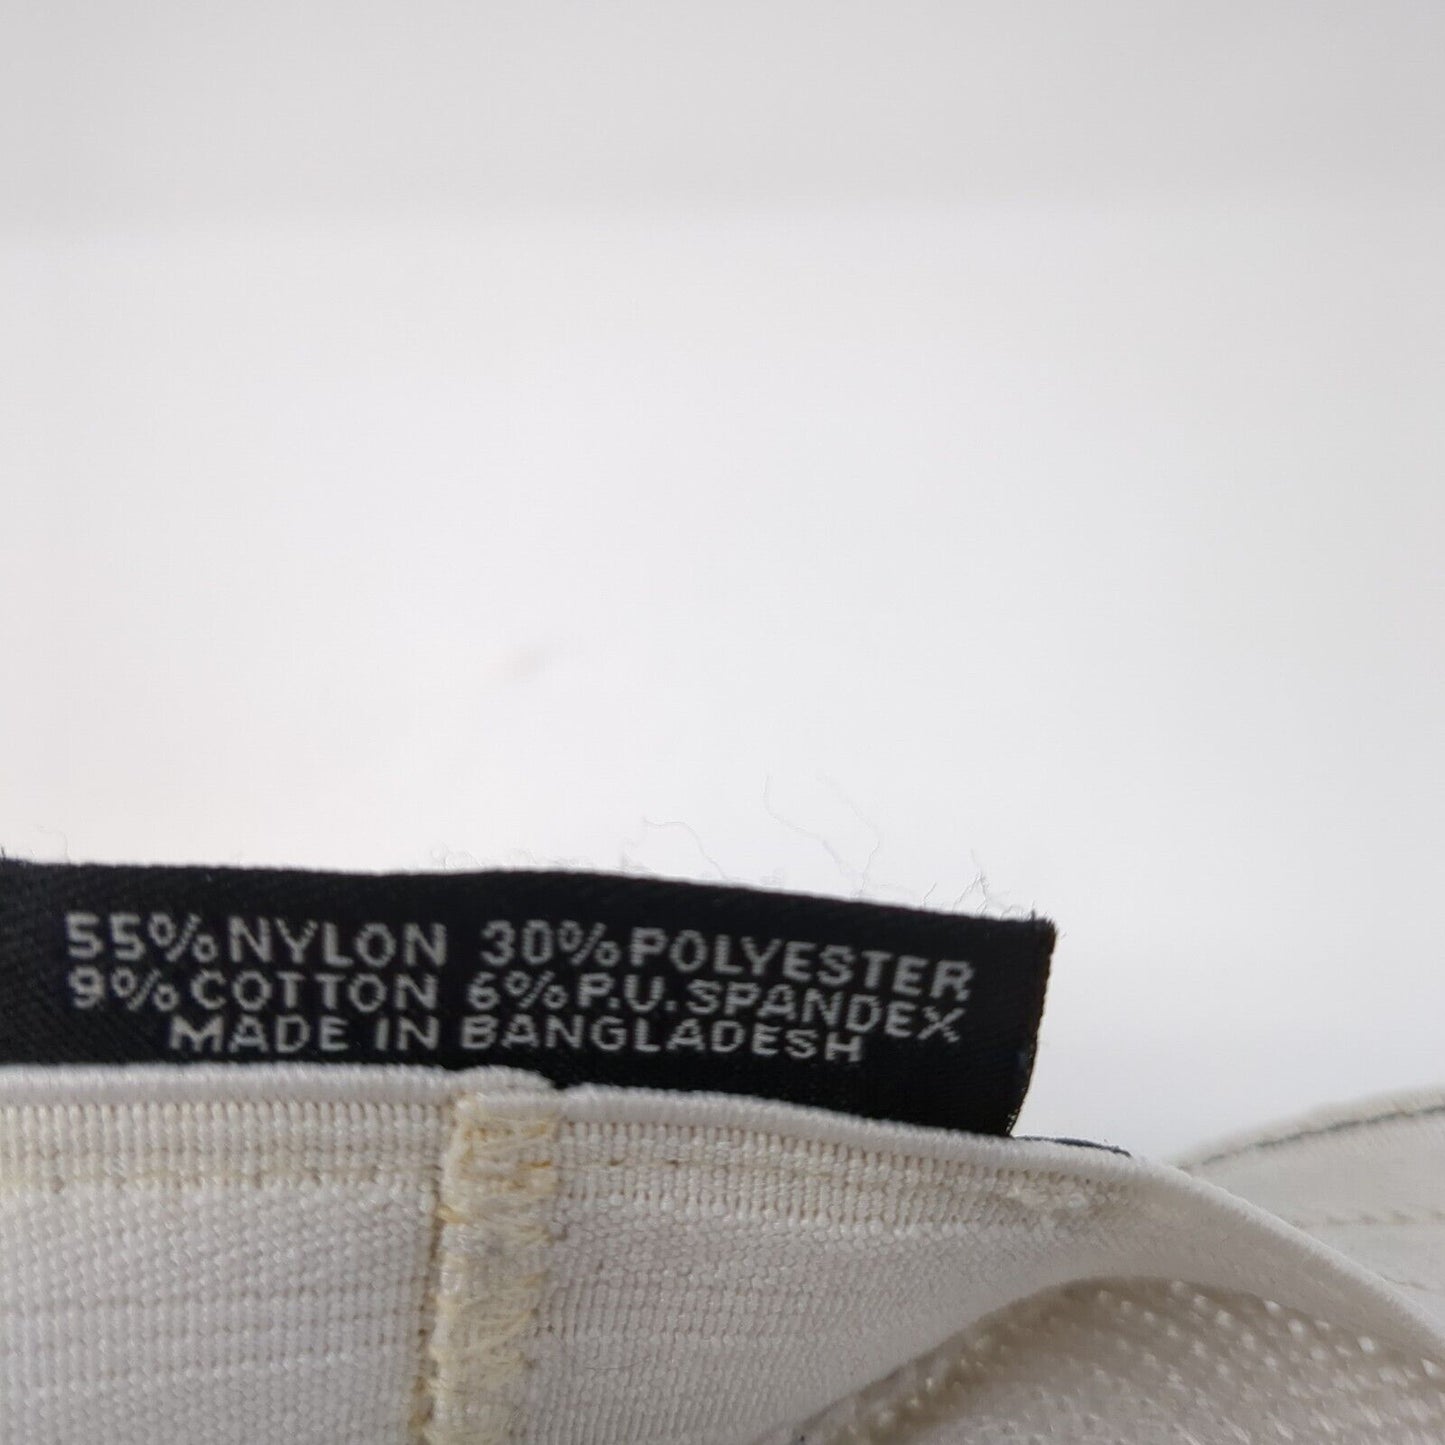 55% NYLON 30% POLYESTER
9% COTTON 6% P.U. SPANDEX
MADE IN BANGLADESH